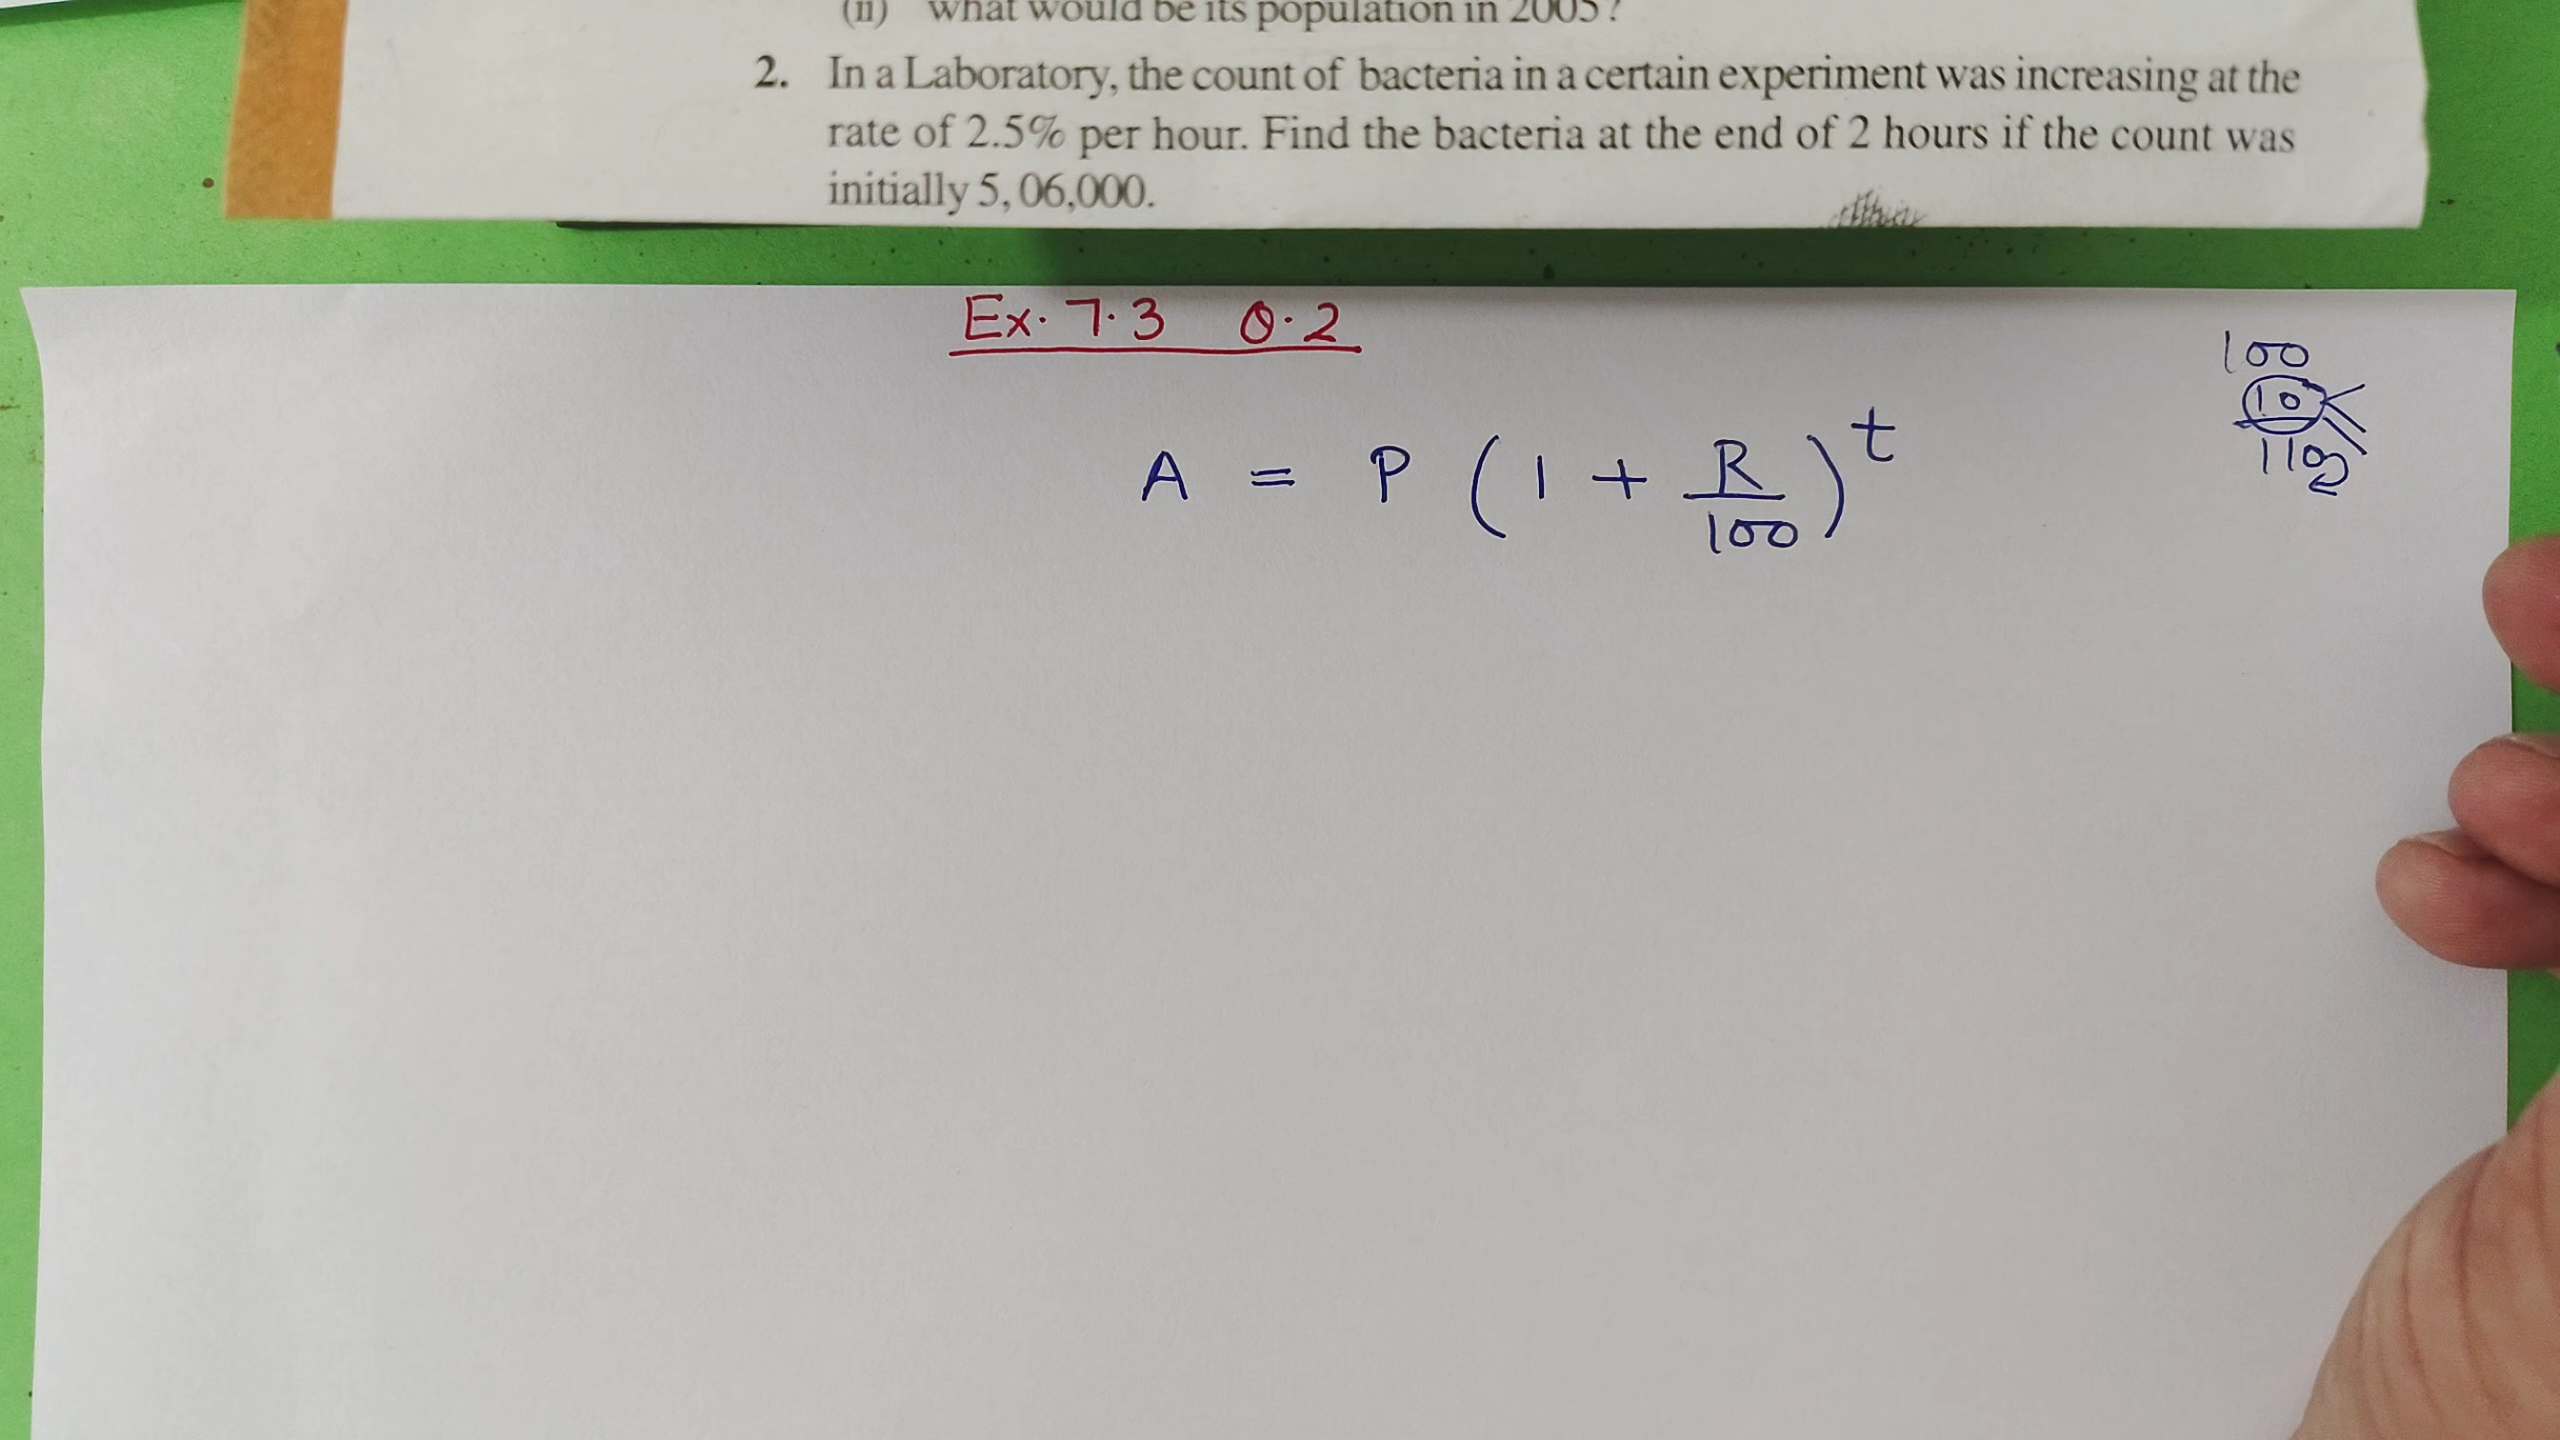 (ii) what would be its population in 2005?
2. In a Laboratory, the count of bacteria in a certain experiment was increasing at the
rate of 2.5% per hour. Find the bacteria at the end of 2 hours if the count was
initially 5, 06,000.
Ex. 7.3 Q.2
100
10
110
A = P (1 + R/100)^t